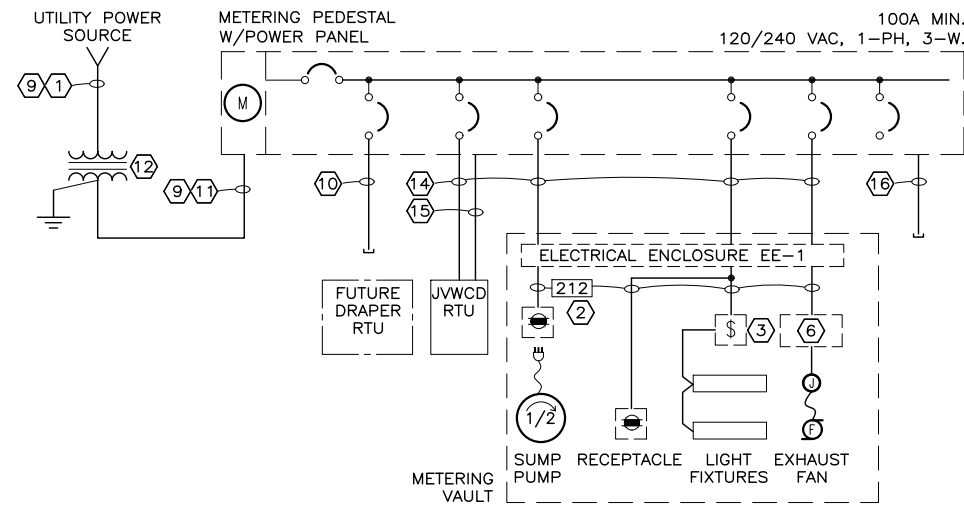 UTILITY POWER
SOURCE
METERING PEDESTAL
W/POWER PANEL
100A MIN.
120/240 VAC, 1-PH, 3-W.
9
1
M
12
9
11
10
14
15
16
ELECTRICAL ENCLOSURE EE-1
FUTURE
DRAPER
RTU
JVWCD
RTU
212
2
$
3
6
1/2
J
F
SUMP
PUMP
RECEPTACLE
LIGHT
FIXTURES
EXHAUST
FAN
METERING
VAULT